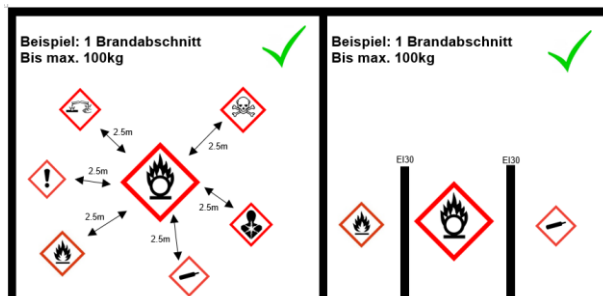 Beispiel: 1 Brandabschnitt
Bis max. 100kg
2.5m
2.5m
2.5m
2.5m
2.5m
2.5m
Beispiel: 1 Brandabschnitt
Bis max. 100kg
EI30
EI30